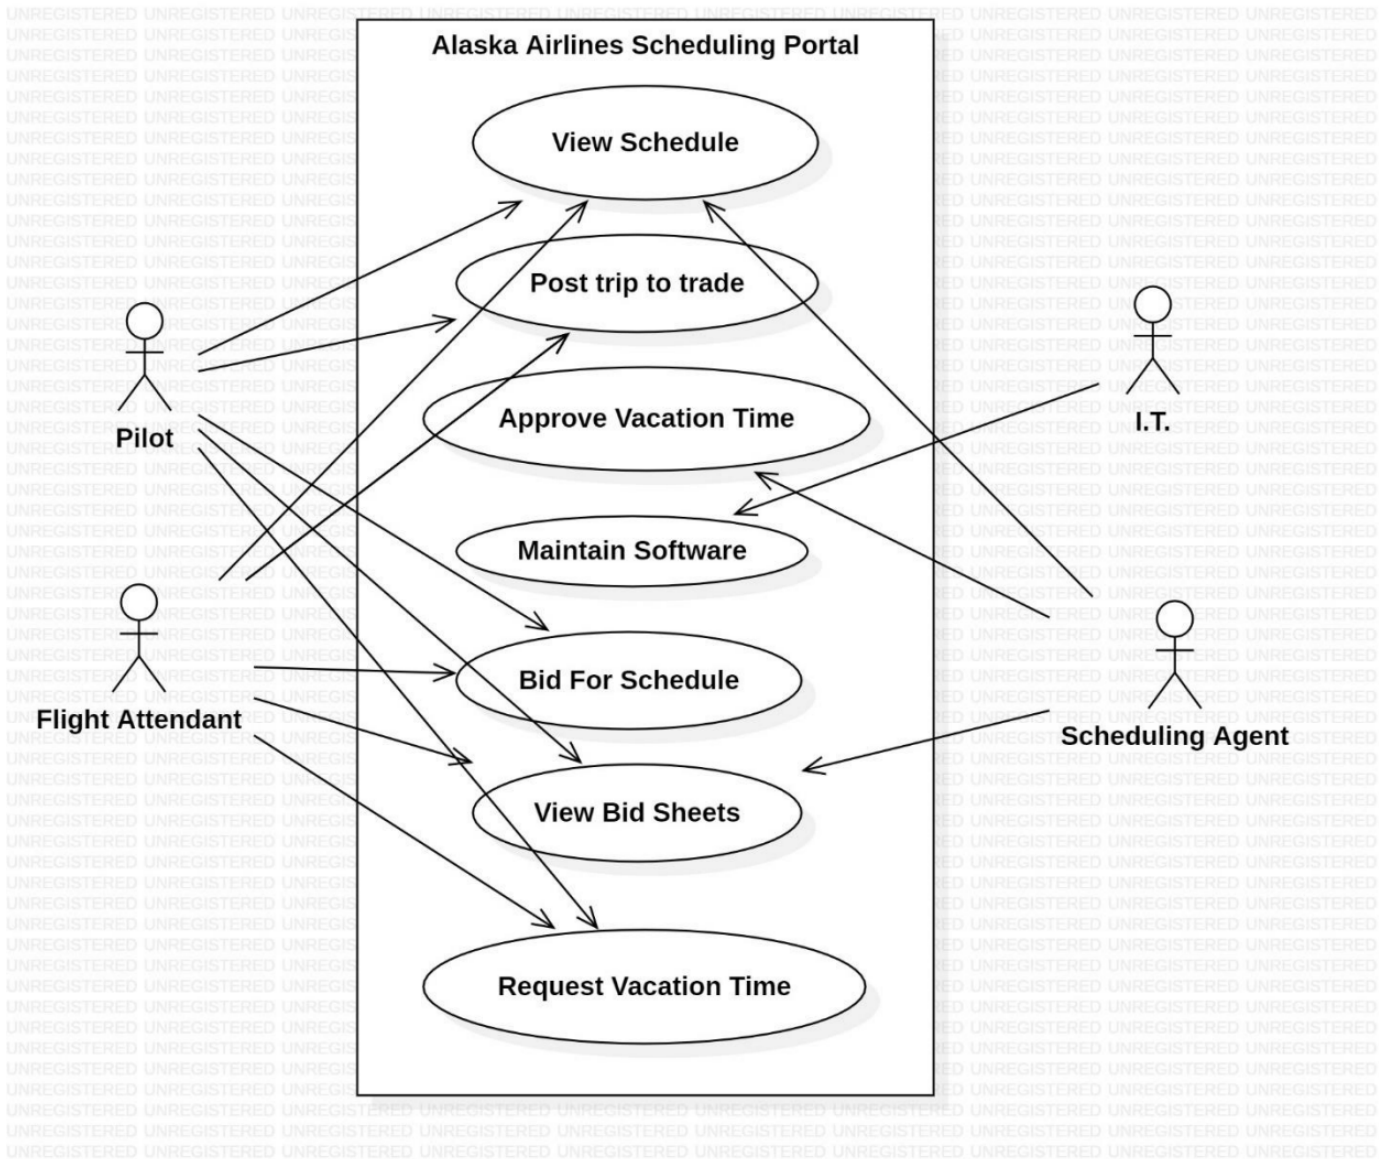 Alaska Airlines Scheduling Portal
View Schedule
Post trip to trade
Approve Vacation Time
Maintain Software
Bid For Schedule
View Bid Sheets
Request Vacation Time
Pilot
Flight Attendant
I.T.
Scheduling Agent
UNREGISTERED